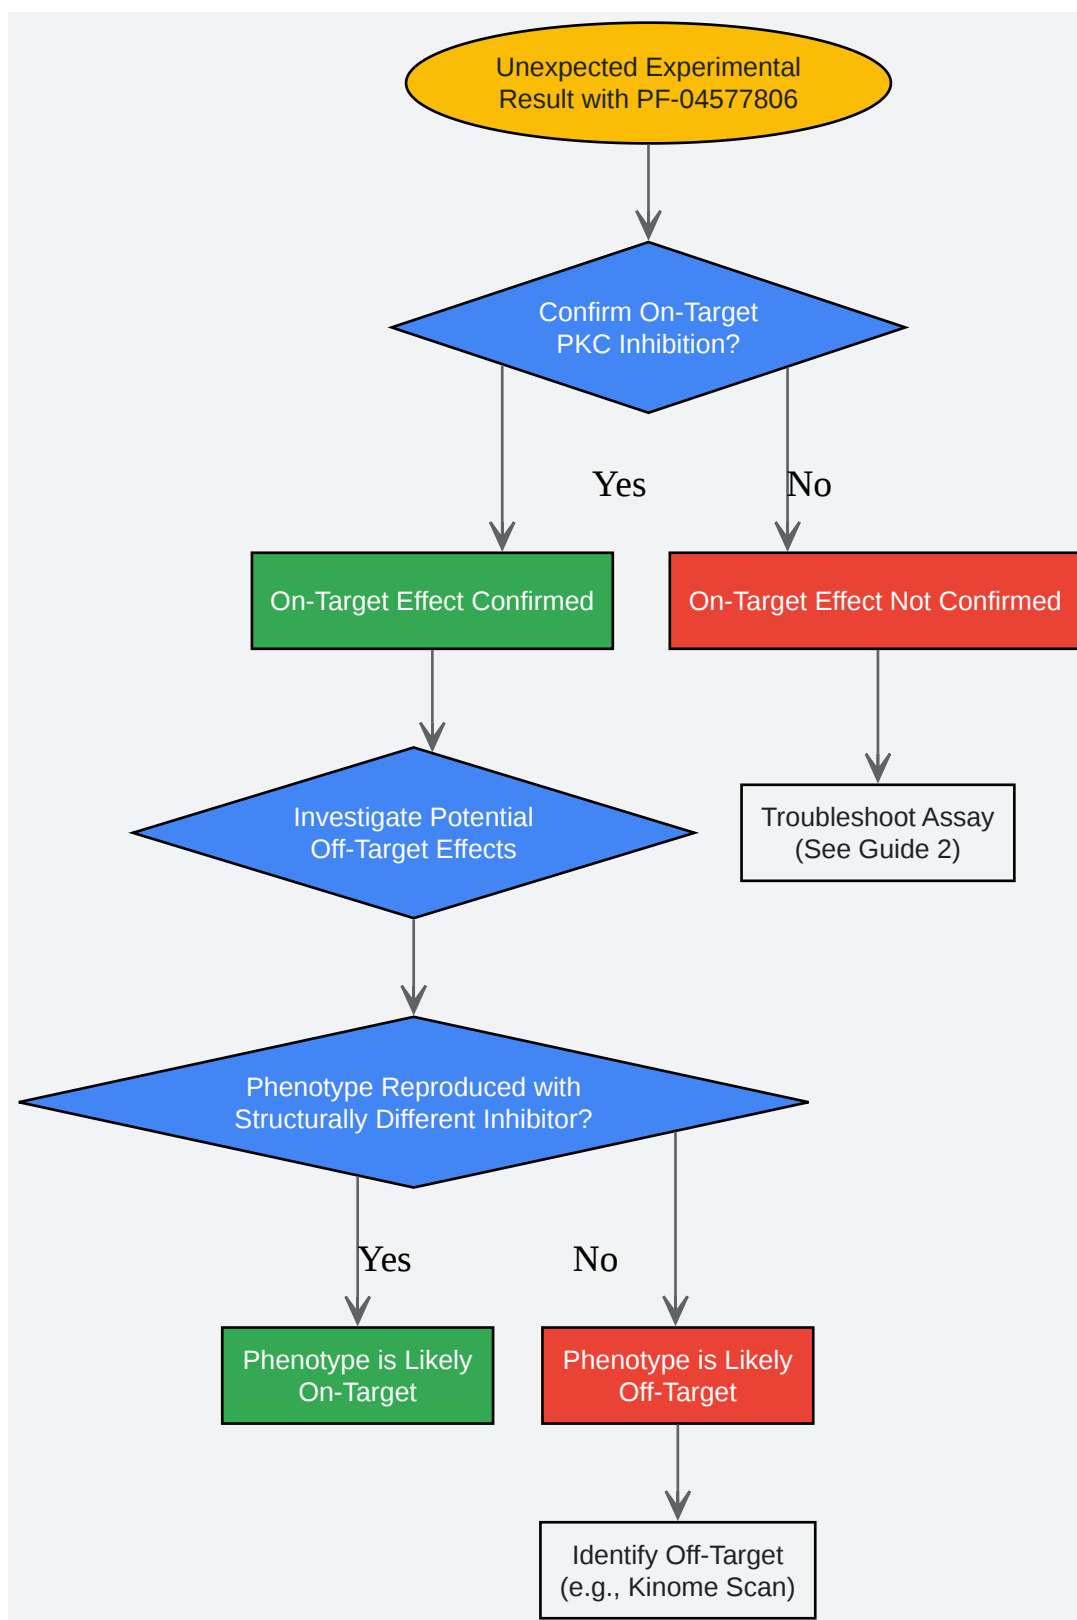 Unexpected Experimental
Result with PF-04577806
Confirm On-Target
PKC Inhibition?
Yes
No
On-Target Effect Confirmed
On-Target Effect Not Confirmed
Investigate Potential
Off-Target Effects
Troubleshoot Assay
(See Guide 2)
Phenotype Reproduced with
Structurally Different Inhibitor?
Yes
No
Phenotype is Likely
On-Target
Phenotype is Likely
Off-Target
Identify Off-Target
(e.g., Kinome Scan)